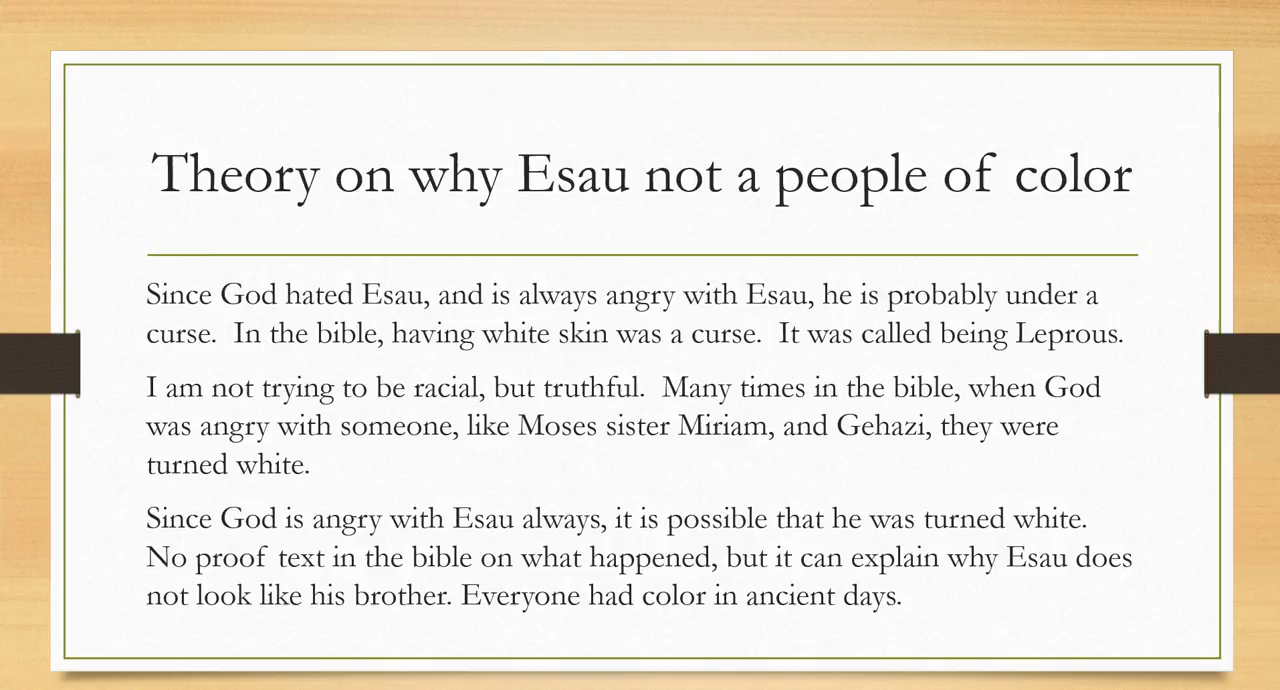 Theory on why Esau not a people of color
Since God hated Esau, and is always angry with Esau, he is probably under a
curse.  In the bible, having white skin was a curse.  It was called being Leprous.
I am not trying to be racial, but truthful.  Many times in the bible, when God
was angry with someone, like Moses sister Miriam, and Gehazi, they were
turned white.
Since God is angry with Esau always, it is possible that he was turned white.
No proof text in the bible on what happened, but it can explain why Esau does
not look like his brother. Everyone had color in ancient days.